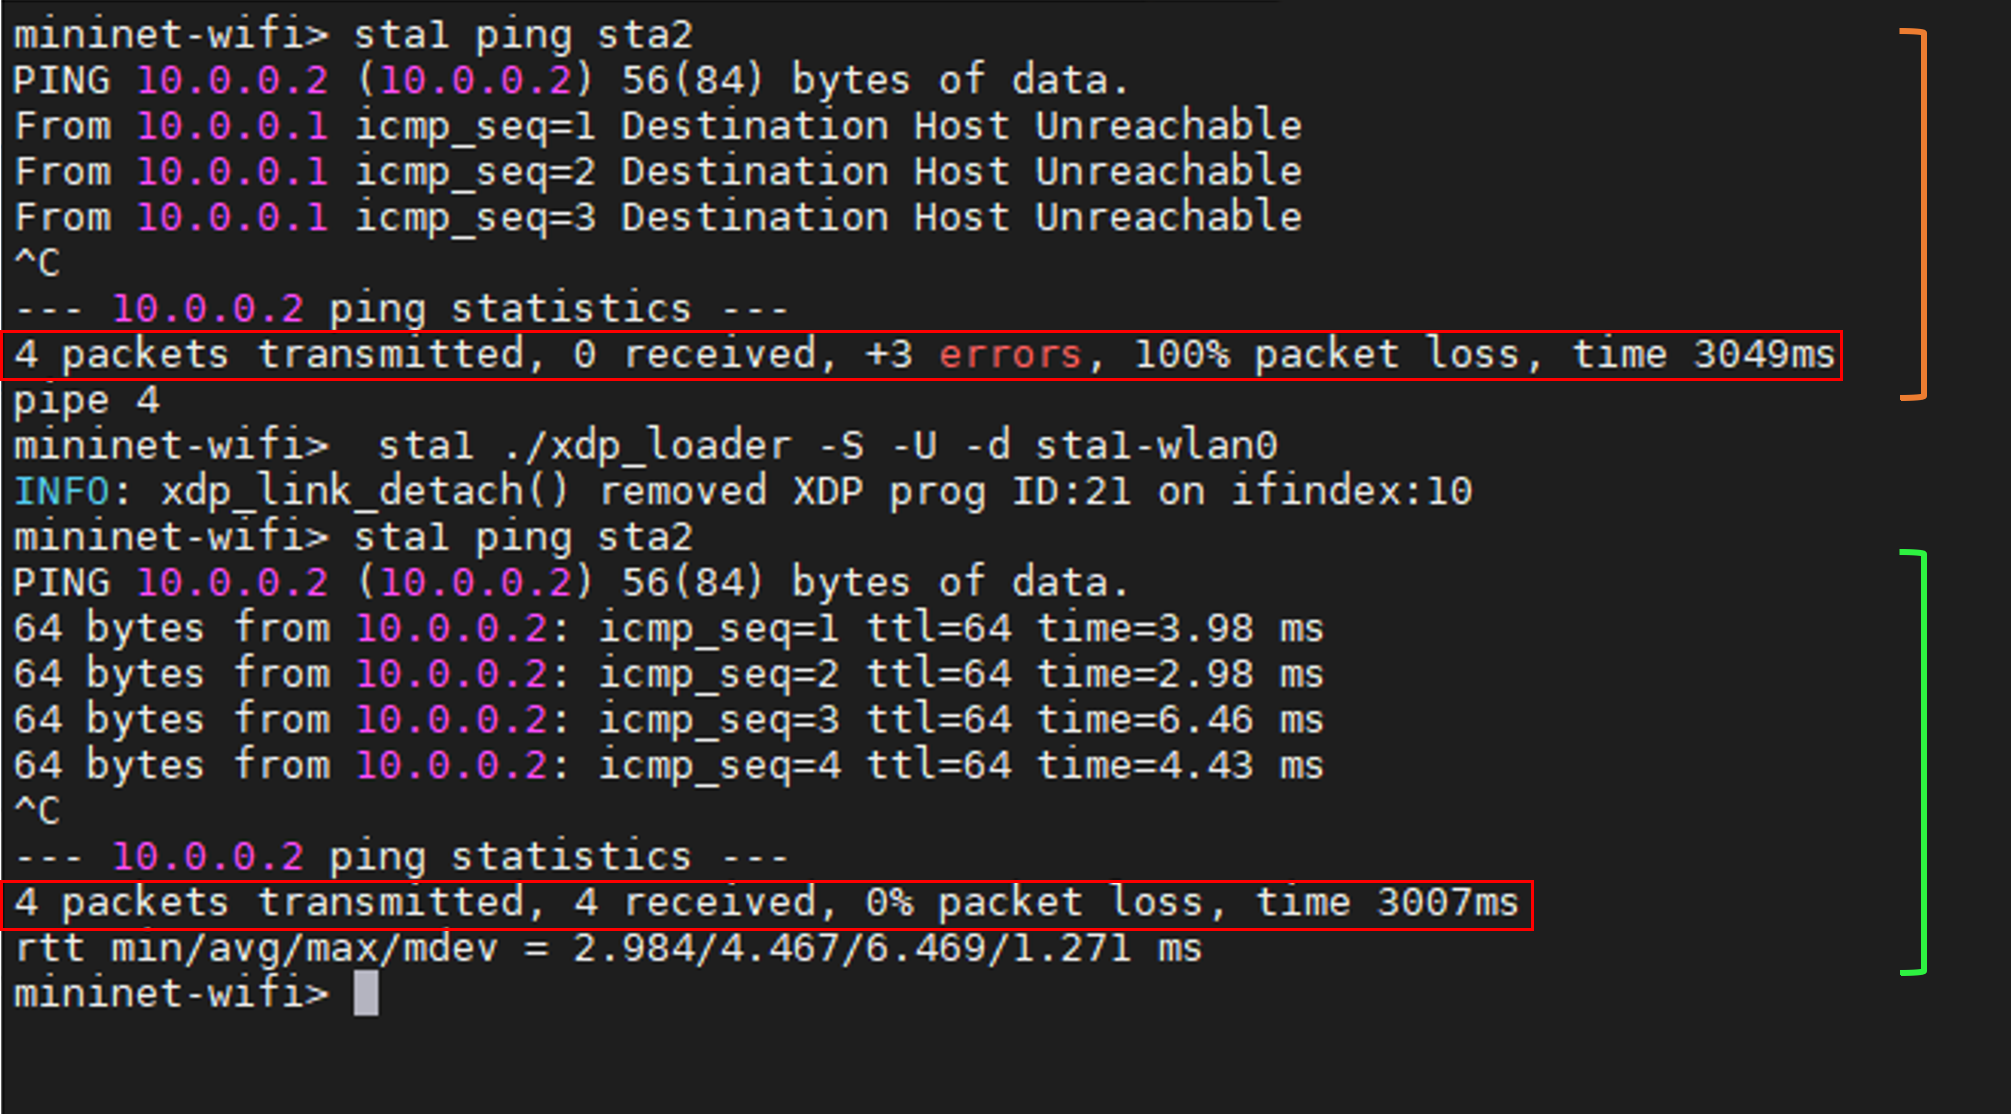 mininet-wifi> sta1 ping sta2
PING 10.0.0.2 (10.0.0.2) 56(84) bytes of data.
From 10.0.0.1 icmp_seq=1 Destination Host Unreachable
From 10.0.0.1 icmp_seq=2 Destination Host Unreachable
From 10.0.0.1 icmp_seq=3 Destination Host Unreachable
^C
--- 10.0.0.2 ping statistics ---
4 packets transmitted, 0 received, +3 errors, 100% packet loss, time 3049ms
pipe 4
mininet-wifi>  sta1 ./xdp_loader -S -U -d sta1-wlan0
INFO: xdp_link_detach() removed XDP prog ID:21 on ifindex:10
mininet-wifi> sta1 ping sta2
PING 10.0.0.2 (10.0.0.2) 56(84) bytes of data.
64 bytes from 10.0.0.2: icmp_seq=1 ttl=64 time=3.98 ms
64 bytes from 10.0.0.2: icmp_seq=2 ttl=64 time=2.98 ms
64 bytes from 10.0.0.2: icmp_seq=3 ttl=64 time=6.46 ms
64 bytes from 10.0.0.2: icmp_seq=4 ttl=64 time=4.43 ms
^C
--- 10.0.0.2 ping statistics ---
4 packets transmitted, 4 received, 0% packet loss, time 3007ms
rtt min/avg/max/mdev = 2.984/4.467/6.469/1.271 ms
mininet-wifi>